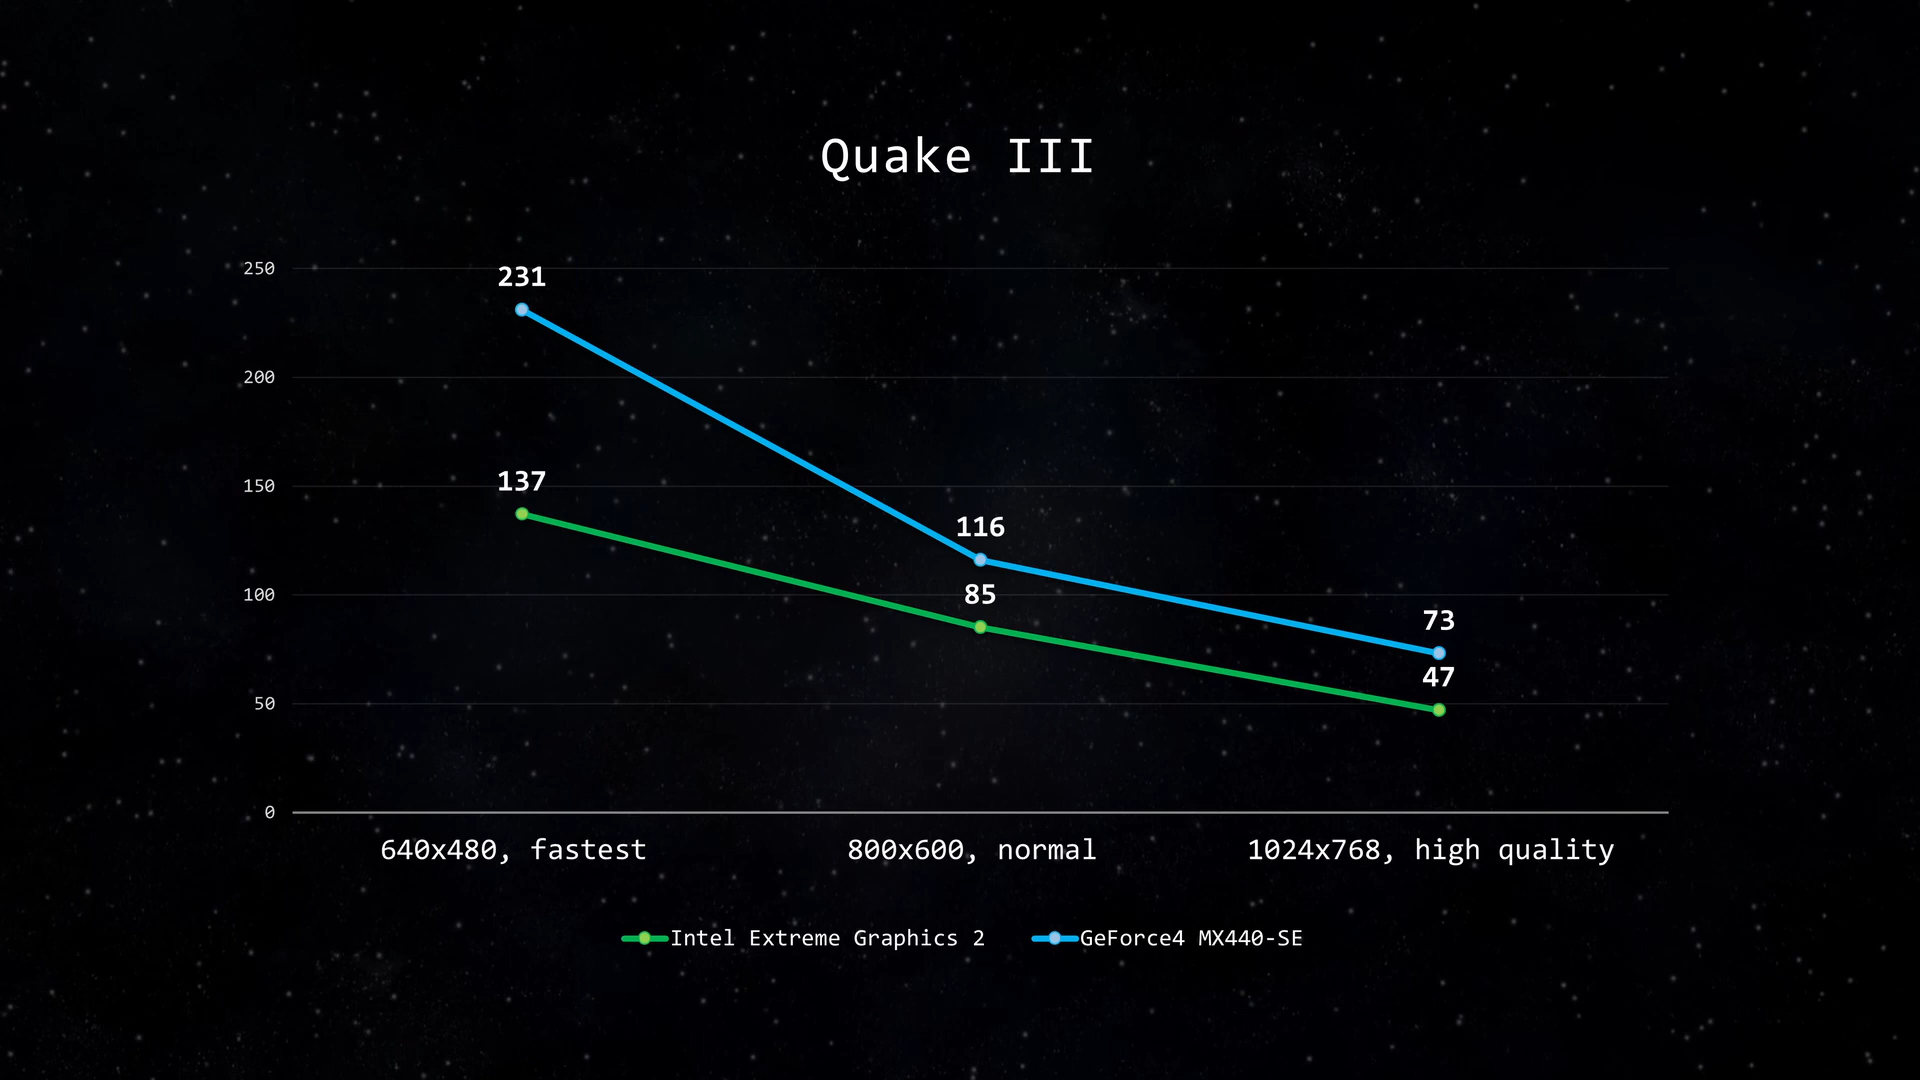 Quake III
250
231
200
150
137
116
100
85
73
47
50
0
640x480, fastest
800x600, normal
1024x768, high quality
Intel Extreme Graphics 2
GeForce4 MX440-SE